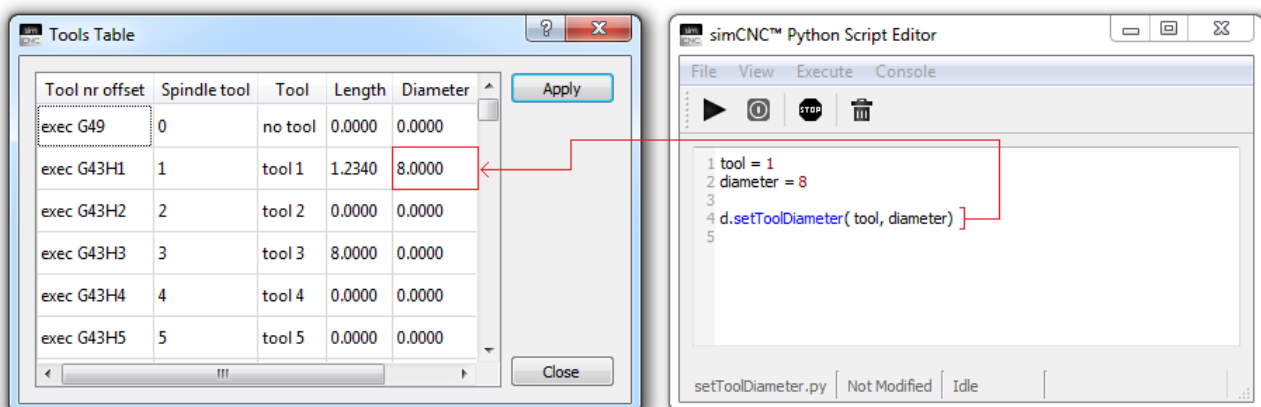 Tools Table
Tool nr offset Spindle tool Tool Length Diameter
exec G49 0 no tool 0.0000 0.0000
exec G43H1 1 tool 1 1.2340 8.0000
exec G43H2 2 tool 2 0.0000 0.0000
exec G43H3 3 tool 3 8.0000 0.0000
exec G43H4 4 tool 4 0.0000 0.0000
exec G43H5 5 tool 5 0.0000 0.0000
Apply
Close
simCNC™ Python Script Editor
File View Execute Console
STOP
1 tool = 1
2 diameter = 8
3
4 d.setToolDiameter( tool, diameter)
5
setToolDiameter.py Not Modified Idle